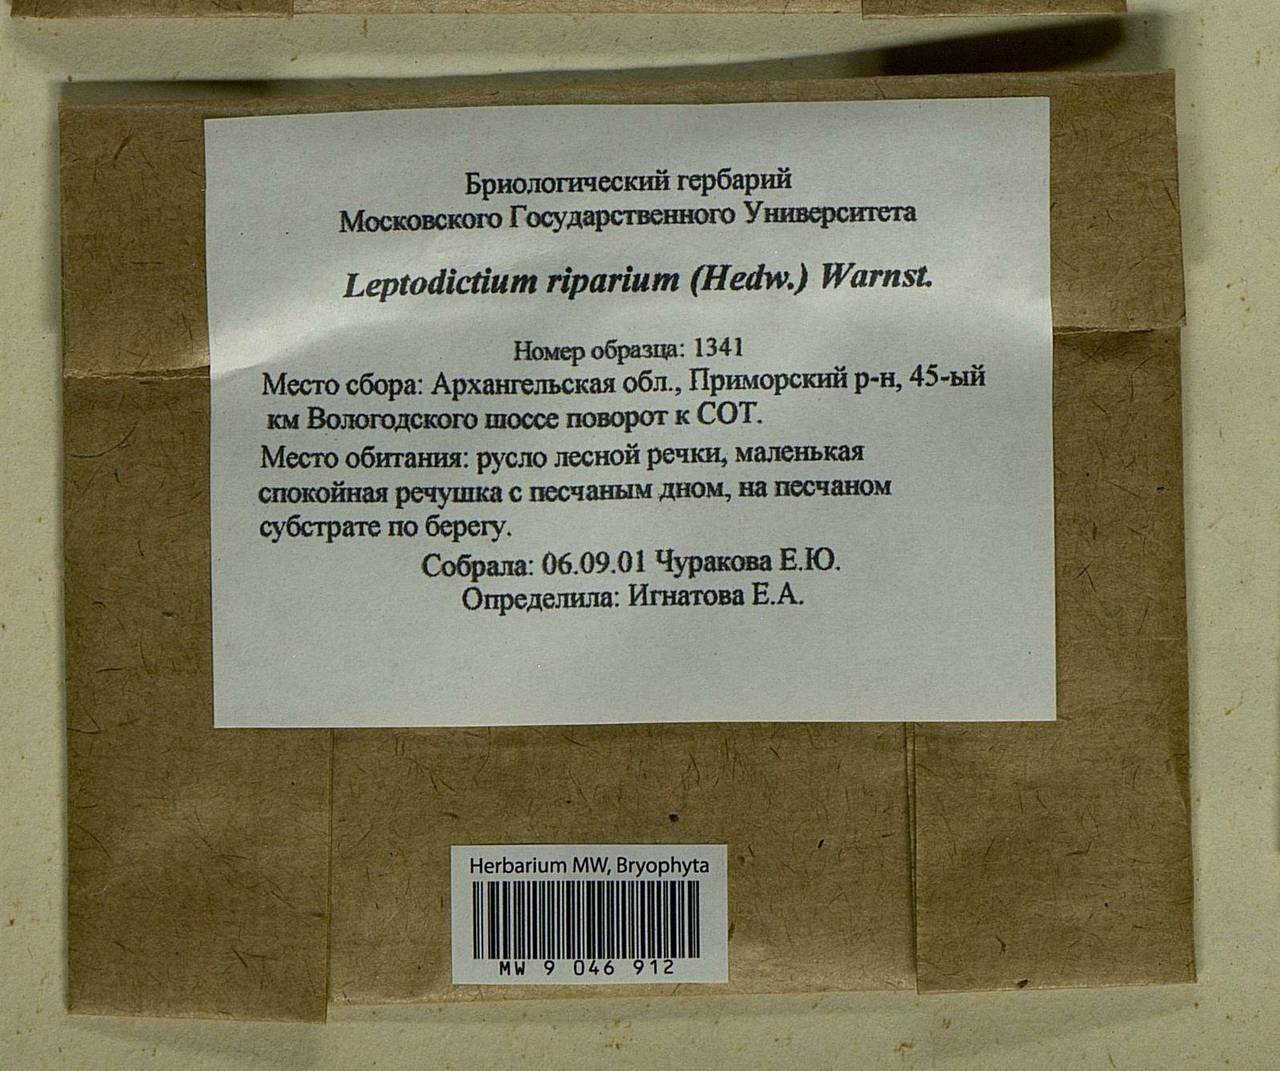 Бриологический гербарий
Московского Государственного Университета
Leptodictium riparium (Hedw.) Warnst.
Номер образца: 1341
Место сбора: Архангельская обл., Приморский р-н, 45-ый
км Вологодского шоссе поворот к СОТ.
Место обитания: русло лесной речки, маленькая
спокойная речушка с песчаным дном, на песчаном
субстрате по берегу.
Собрала: 06.09.01 Чуракова Е.Ю.
Определила: Игнатова Е.А.
Herbarium MW, Bryophyta
MW 9 046 912